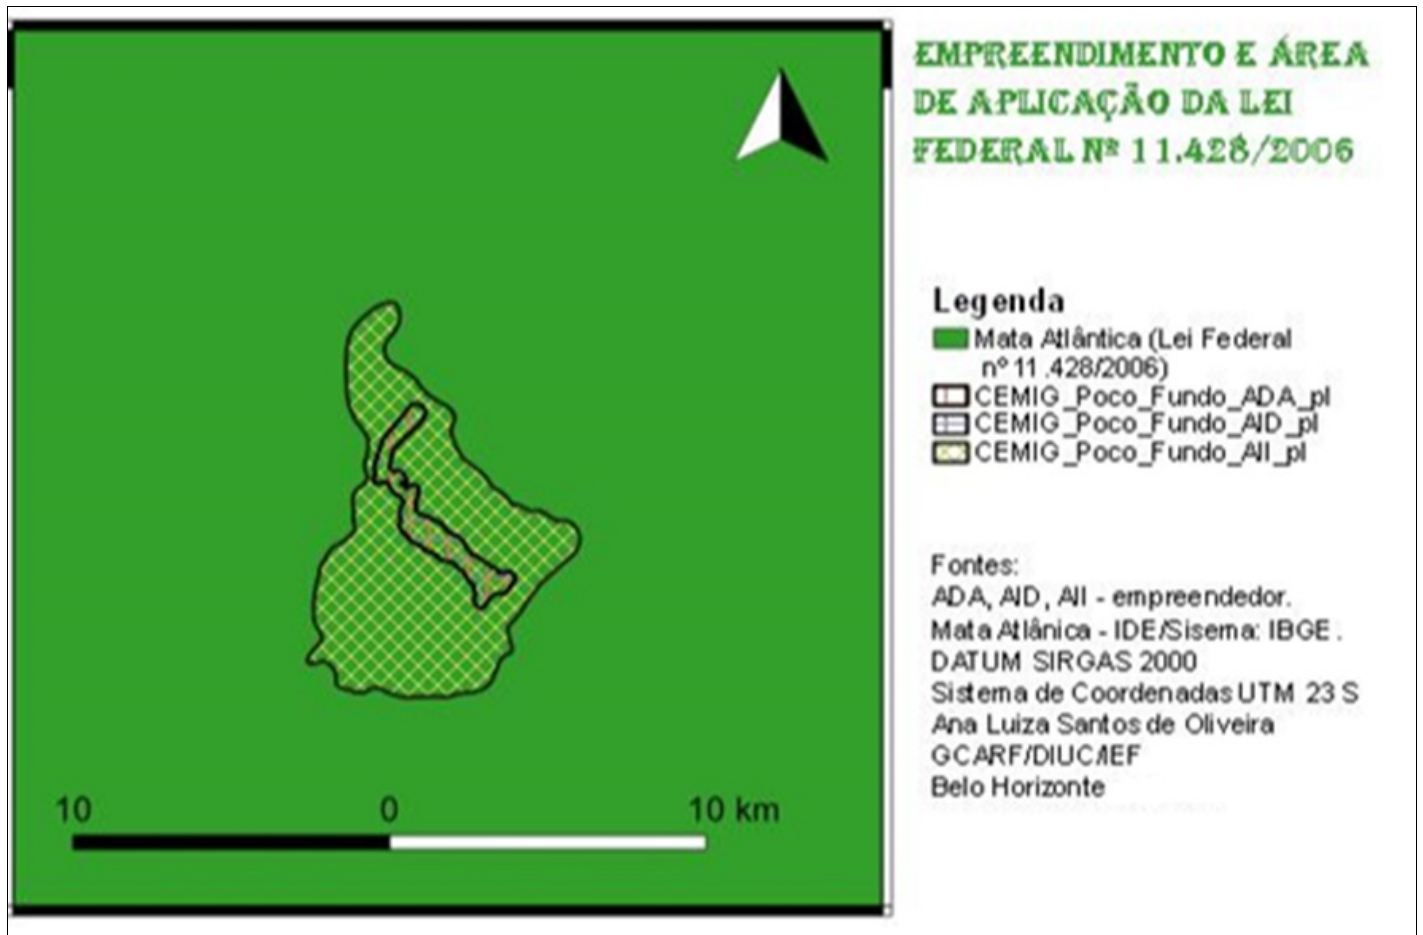 EMPREENDIMENTO E ÁREA
DE APLICAÇÃO DA LEI
FEDERAL Nº 11.428/2006
Legenda
Mata Atlântica (Lei Federal
nº 11.428/2006)
CEMIG_Poco_Fundo_ADA_pl
CEMIG_Poco_Fundo_AID_pl
CEMIG_Poco_Fundo_AII_pl
Fontes:
ADA, AID, AII - empreendedor.
Mata Atlânica - IDE/Sisema: IBGE.
DATUM SIRGAS 2000
Sistema de Coordenadas UTM 23 S
Ana Luiza Santos de Oliveira
GCARF/DIUC/IEF
Belo Horizonte
10 0 10 km